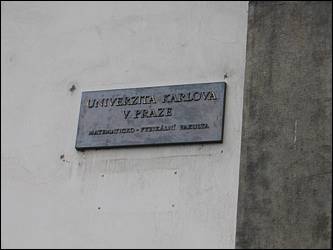 UNIVERZITA KARLOVA
V PRAZE
MATEMATICKO - FYZIKÁLNÍ FAKULTA